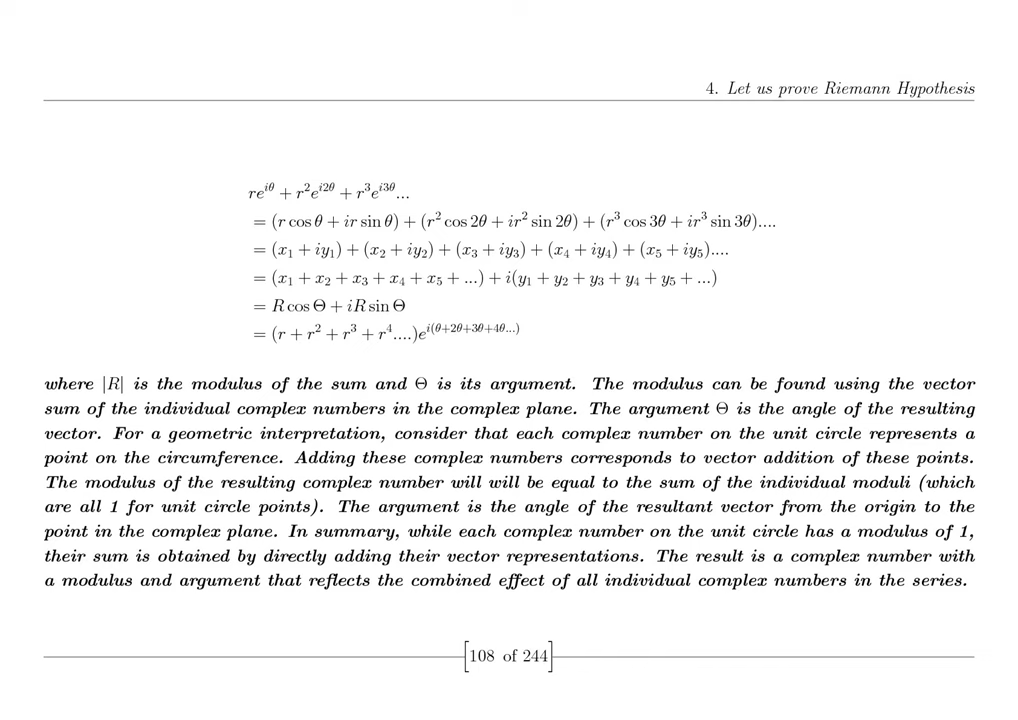 4. Let us prove Riemann Hypothesis
re^{iθ} + r^2e^{i2θ} + r^3e^{i3θ}...
= (r cos θ + ir sin θ) + (r^2 cos 2θ + ir^2 sin 2θ) + (r^3 cos 3θ + ir^3 sin 3θ)....
= (x_1 + iy_1) + (x_2 + iy_2) + (x_3 + iy_3) + (x_4 + iy_4) + (x_5 + iy_5)....
= (x_1 + x_2 + x_3 + x_4 + x_5 + ...) + i(y_1 + y_2 + y_3 + y_4 + y_5 + ...)
= R cos Θ + iR sin Θ
= (r + r^2 + r^3 + r^4....)e^{i(θ+2θ+3θ+4θ...)}
where |R| is the modulus of the sum and Θ is its argument. The modulus can be found using the vector
sum of the individual complex numbers in the complex plane. The argument Θ is the angle of the resulting
vector. For a geometric interpretation, consider that each complex number on the unit circle represents a
point on the circumference. Adding these complex numbers corresponds to vector addition of these points.
The modulus of the resulting complex number will will be equal to the sum of the individual moduli (which
are all 1 for unit circle points). The argument is the angle of the resultant vector from the origin to the
point in the complex plane. In summary, while each complex number on the unit circle has a modulus of 1,
their sum is obtained by directly adding their vector representations. The result is a complex number with
a modulus and argument that reflects the combined effect of all individual complex numbers in the series.
[108 of 244]